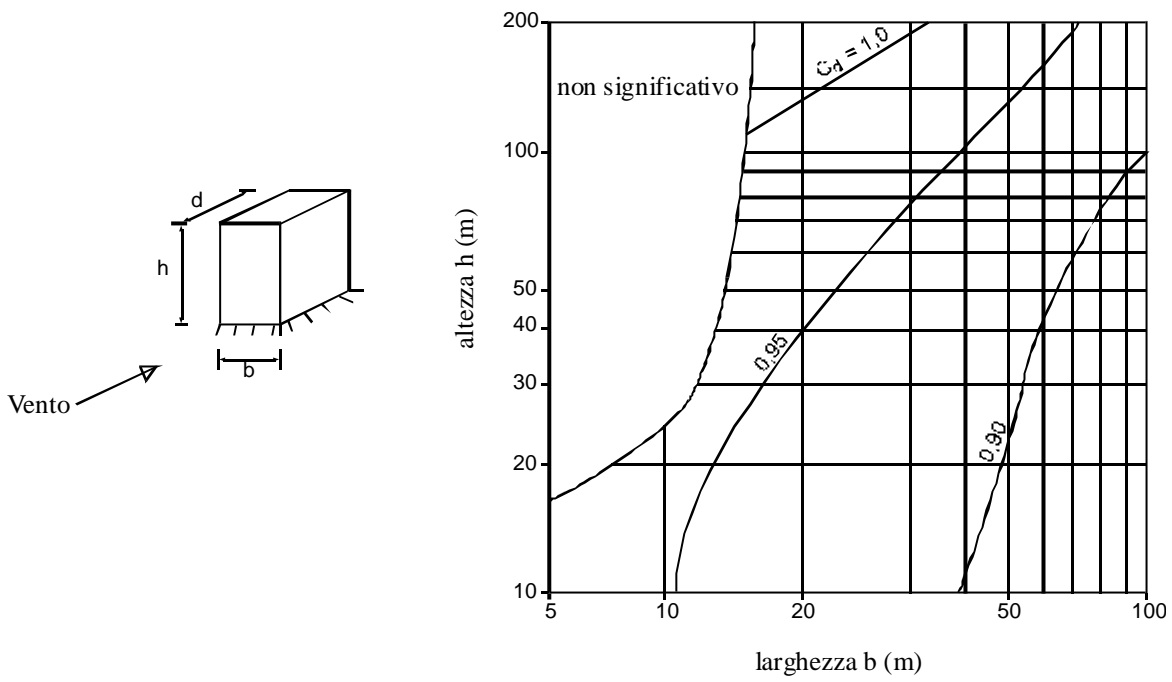 d
h
b
Vento
altezza h (m)
200
100
50
40
30
20
10
non significativo
Cd = 1,0
0,95
0,90
5
10
20
50
100
larghezza b (m)